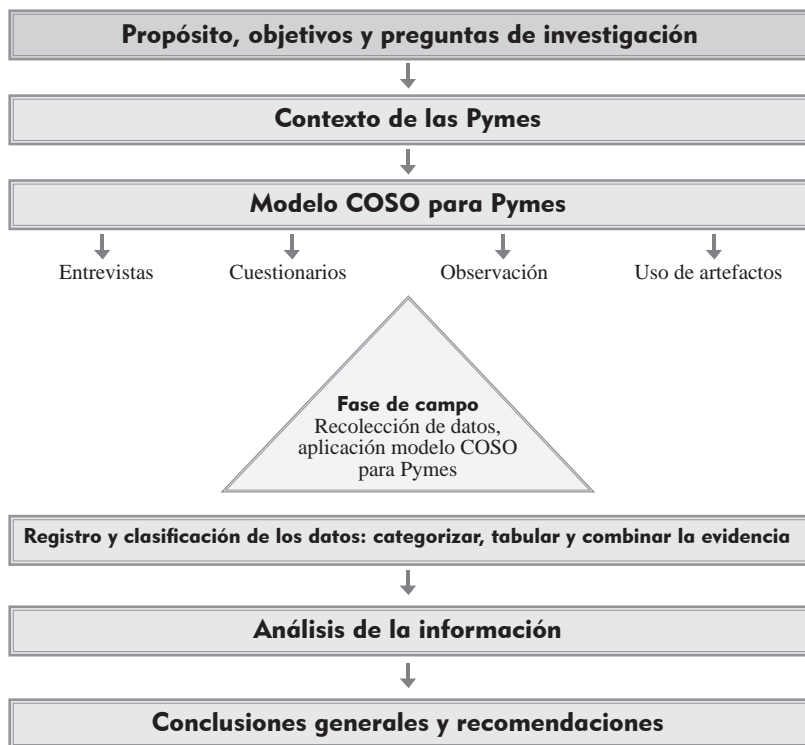 Propósito, objetivos y preguntas de investigación
Contexto de las Pymes
Modelo COSO para Pymes
Entrevistas
Cuestionarios
Observación
Uso de artefactos
Fase de campo
Recolección de datos,
aplicación modelo COSO
para Pymes
Registro y clasificación de los datos: categorizar, tabular y combinar la evidencia
Análisis de la información
Conclusiones generales y recomendaciones